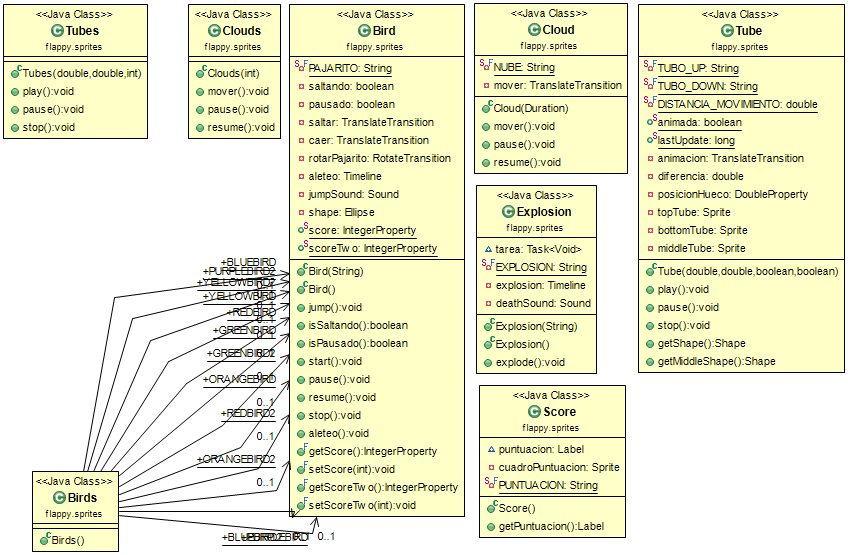 <<Java Class>>
Tubes
flappy.sprites
Tubes(double,double,int)
play():void
pause():void
stop():void
<<Java Class>>
Clouds
flappy.sprites
Clouds(int)
mover():void
pause():void
resume():void
<<Java Class>>
Bird
flappy.sprites
PAJARITO: String
saltando: boolean
pausado: boolean
saltar: TranslateTransition
caer: TranslateTransition
rotarPajarito: RotateTransition
aleteo: Timeline
jumpSound: Sound
shape: Ellipse
score: IntegerProperty
scoreTwo: IntegerProperty
Bird(String)
Bird()
jump():void
isSaltando():boolean
isPausado():boolean
start():void
pause():void
resume():void
stop():void
aleteo():void
getScore():IntegerProperty
setScore(int):void
getScoreTwo():IntegerProperty
setScoreTwo(int):void
<<Java Class>>
Cloud
flappy.sprites
NUBE: String
mover: TranslateTransition
Cloud(Duration)
mover():void
pause():void
resume():void
<<Java Class>>
Explosion
flappy.sprites
tarea: Task<Void>
EXPLOSION: String
explosion: Timeline
deathSound: Sound
Explosion(String)
Explosion()
explode():void
<<Java Class>>
Score
flappy.sprites
puntuacion: Label
cuadroPuntuacion: Sprite
PUNTUACION: String
Score()
getPuntuacion():Label
<<Java Class>>
Tube
flappy.sprites
TUBO_UP: String
TUBO_DOWN: String
DISTANCIA_MOVIMIENTO: double
animada: boolean
lastUpdate: long
animacion: TranslateTransition
diferencia: double
posicionHueco: DoubleProperty
topTube: Sprite
bottomTube: Sprite
middleTube: Sprite
Tube(double,double,boolean,boolean)
play():void
pause():void
stop():void
getShape():Shape
getMiddleShape():Shape
+BLUEBIRD
+PURPLEBIRD2
+YELLOWBIRD2
+YELLOWBIRD
+REDBIRD
+GREENBIRD
+GREENBIRD2
+ORANGEBIRD
0..1
+REDBIRD2
0..1
+ORANGEBIRD2
0..1
<<Java Class>>
Birds
flappy.sprites
Birds()
0..1